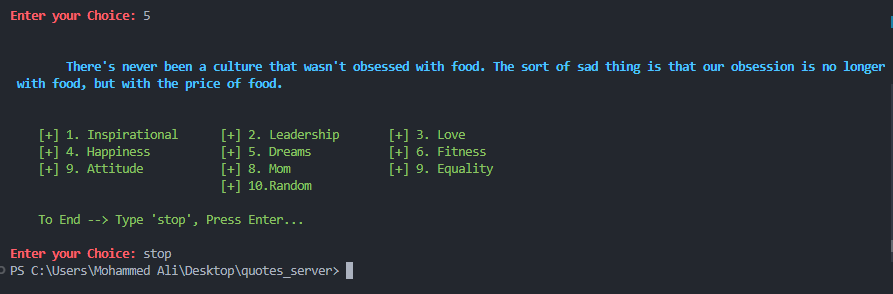 Enter your Choice: 5
There's never been a culture that wasn't obsessed with food. The sort of sad thing is that our obsession is no longer
with food, but with the price of food.
[+] 1. Inspirational [+] 2. Leadership [+] 3. Love
[+] 4. Happiness [+] 5. Dreams [+] 6. Fitness
[+] 9. Attitude [+] 8. Mom [+] 9. Equality
[+] 10.Random
To End --> Type 'stop', Press Enter...
Enter your Choice: stop
PS C:\Users\Mohammed Ali\Desktop\quotes_server>